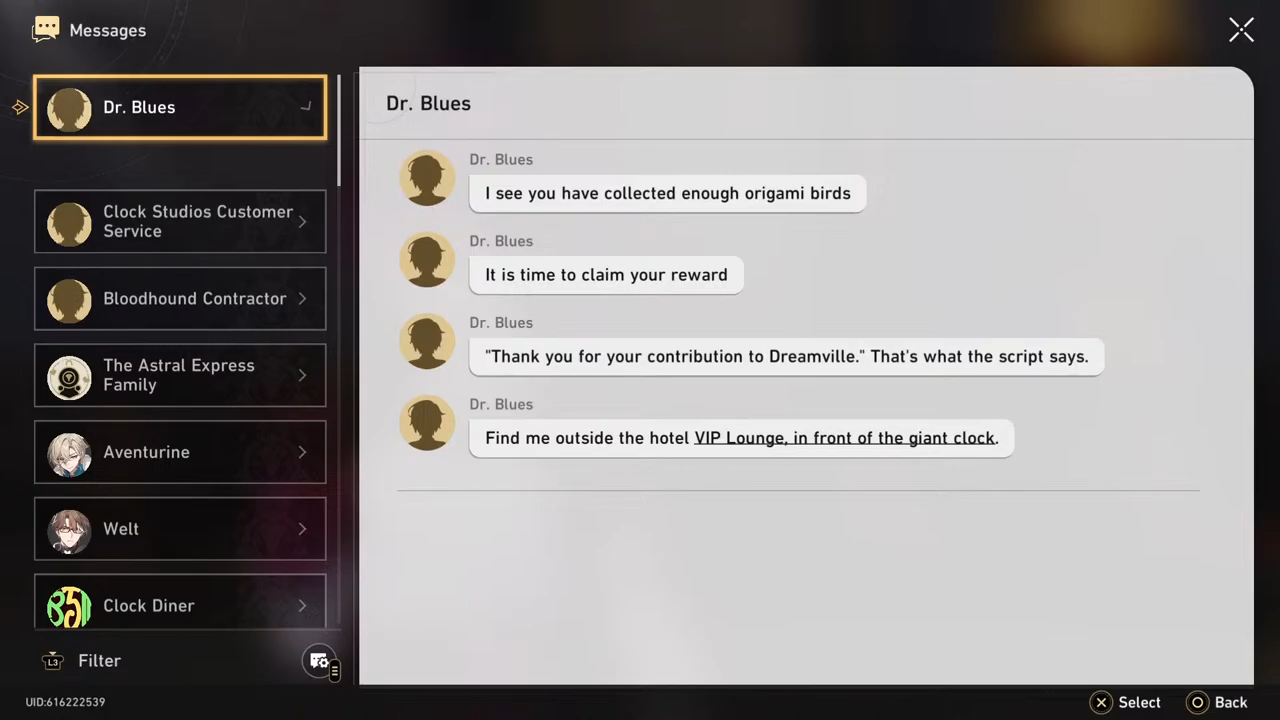 Messages
Dr. Blues
Clock Studios Customer
Service
Bloodhound Contractor
The Astral Express
Family
Aventurine
Welt
Clock Diner
L3 Filter
UID:616222539
Dr. Blues
Dr. Blues
I see you have collected enough origami birds
Dr. Blues
It is time to claim your reward
Dr. Blues
"Thank you for your contribution to Dreamville." That's what the script says.
Dr. Blues
Find me outside the hotel VIP Lounge, in front of the giant clock.
Select
Back